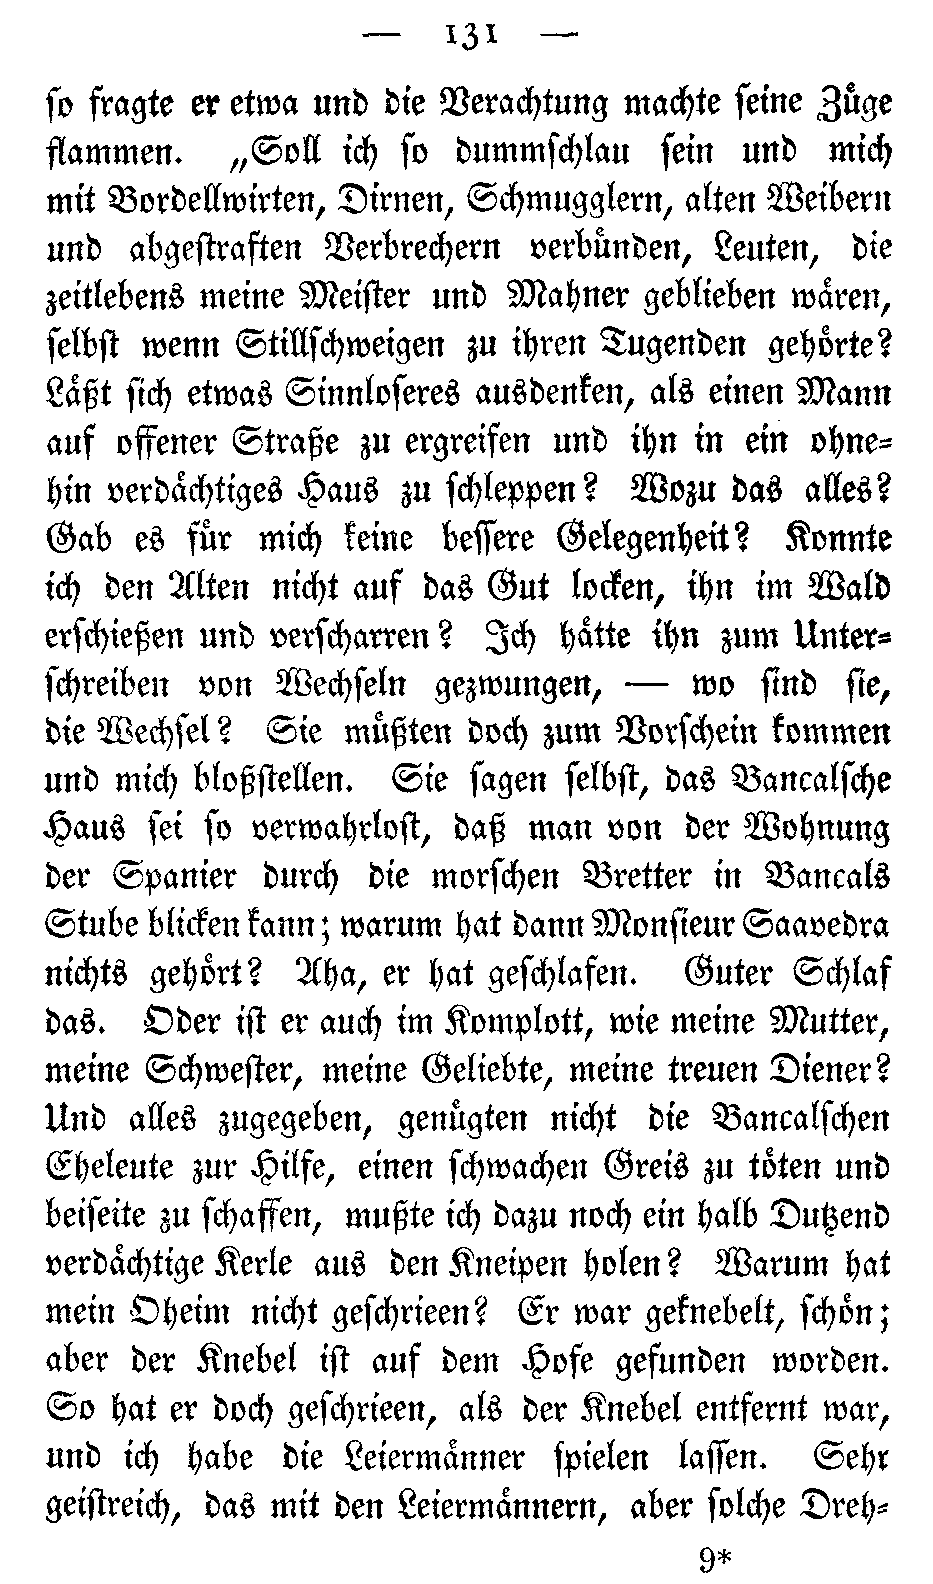 — 131 —
so fragte er etwa und die Verachtung machte seine Züge
flammen. „Soll ich so dummschlau sein und mich
mit Bordellwirten, Dirnen, Schmugglern, alten Weibern
und abgestraften Verbrechern verbünden, Leuten, die
zeitlebens meine Meister und Mahner geblieben wären,
selbst wenn Stillschweigen zu ihren Tugenden gehörte?
Läßt sich etwas Sinnloseres ausdenken, als einen Mann
auf offener Straße zu ergreifen und ihn in ein ohne-
hin verdächtiges Haus zu schleppen? Wozu das alles?
Gab es für mich keine bessere Gelegenheit? Konnte
ich den Alten nicht auf das Gut locken, ihn im Wald
erschießen und verscharren? Ich hätte ihn zum Unter-
schreiben von Wechseln gezwungen, — wo sind sie,
die Wechsel? Sie müßten doch zum Vorschein kommen
und mich bloßstellen. Sie sagen selbst, das Bancalsche
Haus sei so verwahrlost, daß man von der Wohnung
der Spanier durch die morschen Bretter in Bancals
Stube blicken kann; warum hat dann Monsieur Saavedra
nichts gehört? Aha, er hat geschlafen. Guter Schlaf
das. Oder ist er auch im Komplott, wie meine Mutter,
meine Schwester, meine Geliebte, meine treuen Diener?
Und alles zugegeben, genügten nicht die Bancalschen
Eheleute zur Hilfe, einen schwachen Greis zu töten und
beiseite zu schaffen, mußte ich dazu noch ein halb Dutzend
verdächtige Kerle aus den Kneipen holen? Warum hat
mein Oheim nicht geschrieen? Er war geknebelt, schön;
aber der Knebel ist auf dem Hofe gefunden worden.
So hat er doch geschrieen, als der Knebel entfernt war,
und ich habe die Leiermänner spielen lassen. Sehr
geistreich, das mit den Leiermännern, aber solche Dreh-
9*